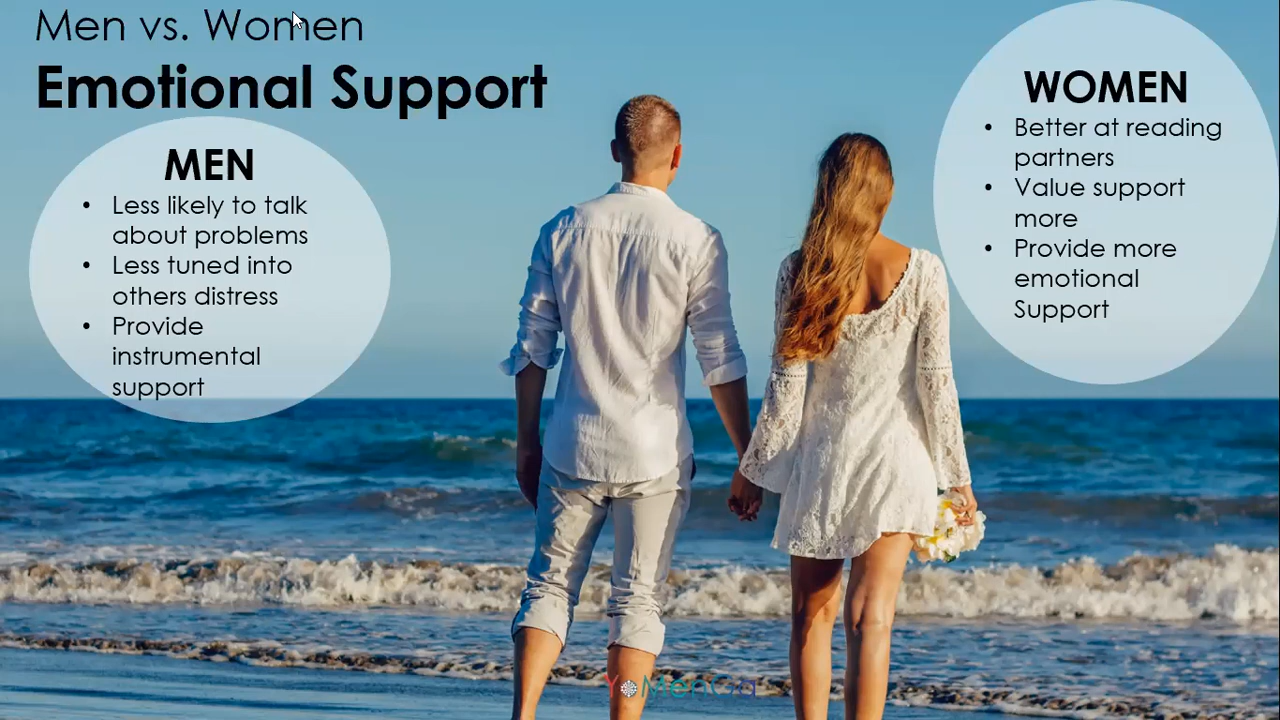 Men vs. Women
Emotional Support
MEN
• Less likely to talk
about problems
• Less tuned into
others distress
• Provide
instrumental
support
WOMEN
• Better at reading
partners
• Value support
more
• Provide more
emotional
Support
YoMenGa